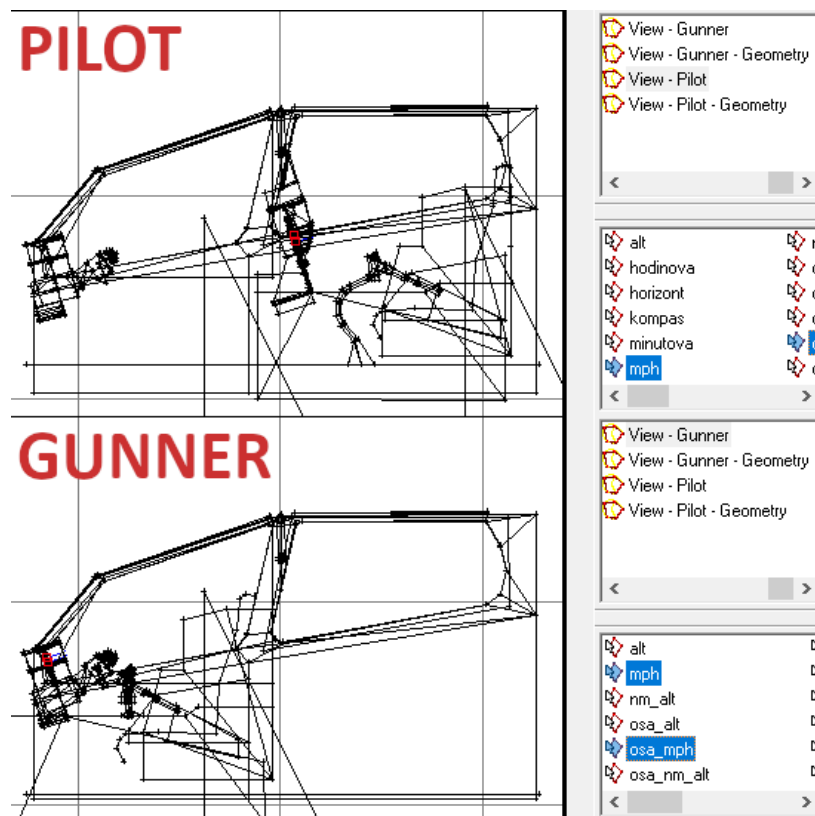 PILOT
View - Gunner
View - Gunner - Geometry
View - Pilot
View - Pilot - Geometry
alt
hodinova
horizont
kompas
minutova
mph
GUNNER
View - Gunner
View - Gunner - Geometry
View - Pilot
View - Pilot - Geometry
alt
mph
nm_alt
osa_alt
osa_mph
osa_nm_alt